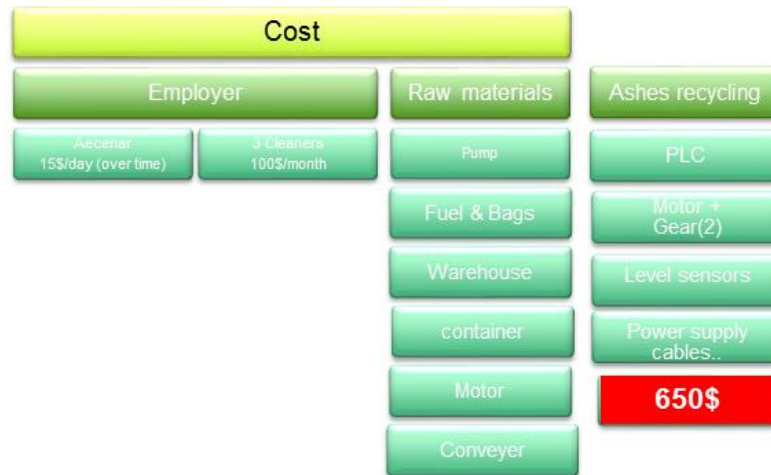 Cost
Employer
Raw materials
Ashes recycling
Aecenar
15$/day (over time)
3 Cleaners
100$/month
Pump
PLC
Fuel & Bags
Motor +
Gear(2)
Warehouse
Level sensors
container
Power supply
cables..
Motor
650$
Conveyer